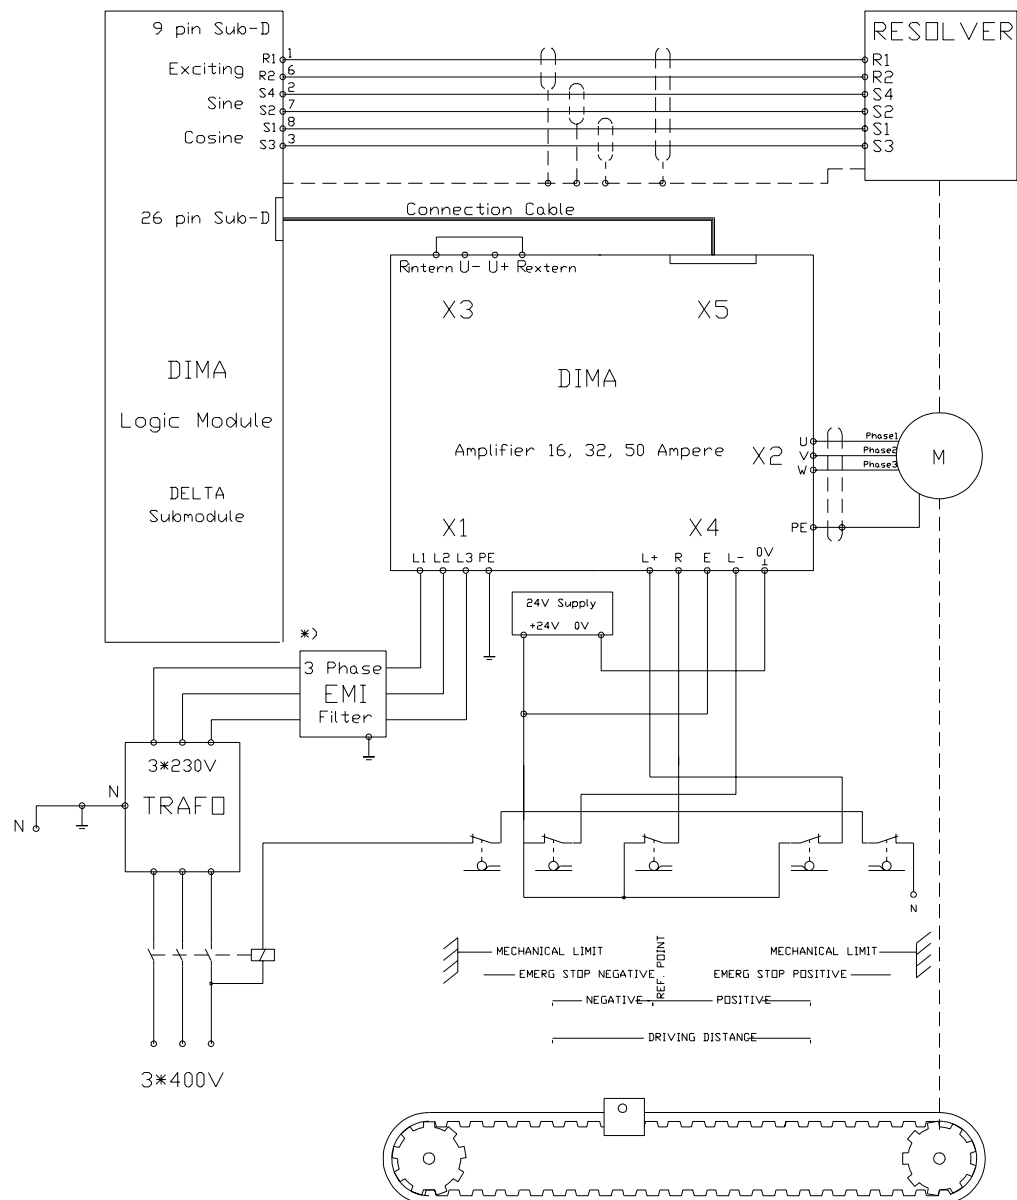 9 pin Sub-D
RESOLVER
R1 1
R1
Exciting
R2 6
R2
S4 2
S4
Sine
S2 7
S2
S1 8
S1
Cosine
S3 3
S3
26 pin Sub-D
Connection Cable
Rintern U- U+ Rextern
X3
X5
DIMA
DIMA
Logic Module
Amplifier 16, 32, 50 Ampere
X2
U
V
W
Phase1
Phase2
Phase3
M
DELTA
Submodule
X1
X4
PE
L1 L2 L3 PE
L+ R E L- 0V
24V Supply
+24V 0V
*)
3 Phase
EMI
Filter
3*230V
N
TRAFO
N
N
MECHANICAL LIMIT
MECHANICAL LIMIT
EMERG STOP NEGATIVE
REF. POINT
EMERG STOP POSITIVE
NEGATIVE
POSITIVE
DRIVING DISTANCE
3*400V